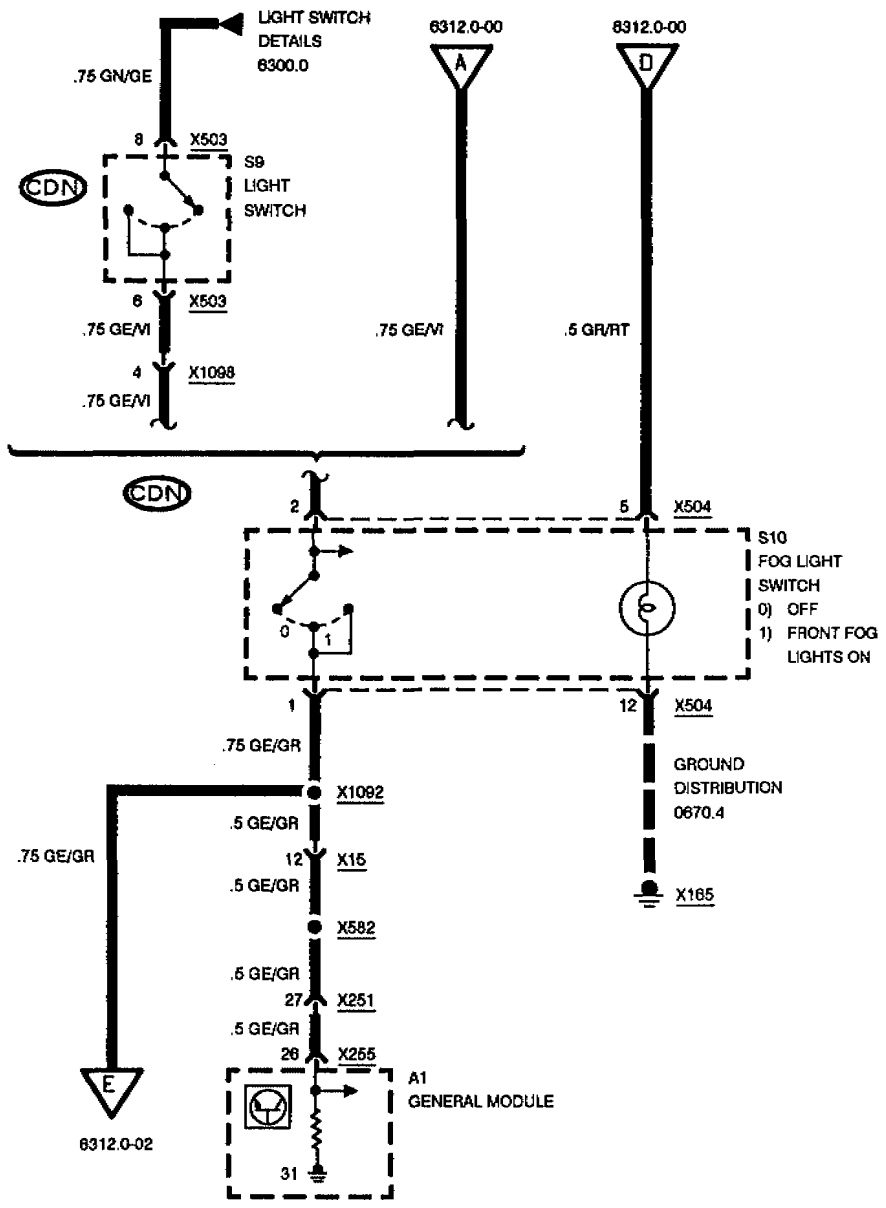 LIGHT SWITCH
DETAILS
6300.0
6312.0-00
8312.0-00
A
D
.75 GN/GE
8
X503
CDN
S9
LIGHT
SWITCH
6
X503
.75 GE/VI
.75 GE/VI
.5 GR/RT
4
X1098
.75 GE/VI
CDN
2
5
X504
S10
FOG LIGHT
SWITCH
0) OFF
1) FRONT FOG
LIGHTS ON
0
1
1
12
X504
.75 GE/GR
GROUND
DISTRIBUTION
0670.4
X1092
.5 GE/GR
.75 GE/GR
12
X15
.5 GE/GR
X165
X582
.5 GE/GR
27
X251
.5 GE/GR
26
X255
E
A1
GENERAL MODULE
6312.0-02
31